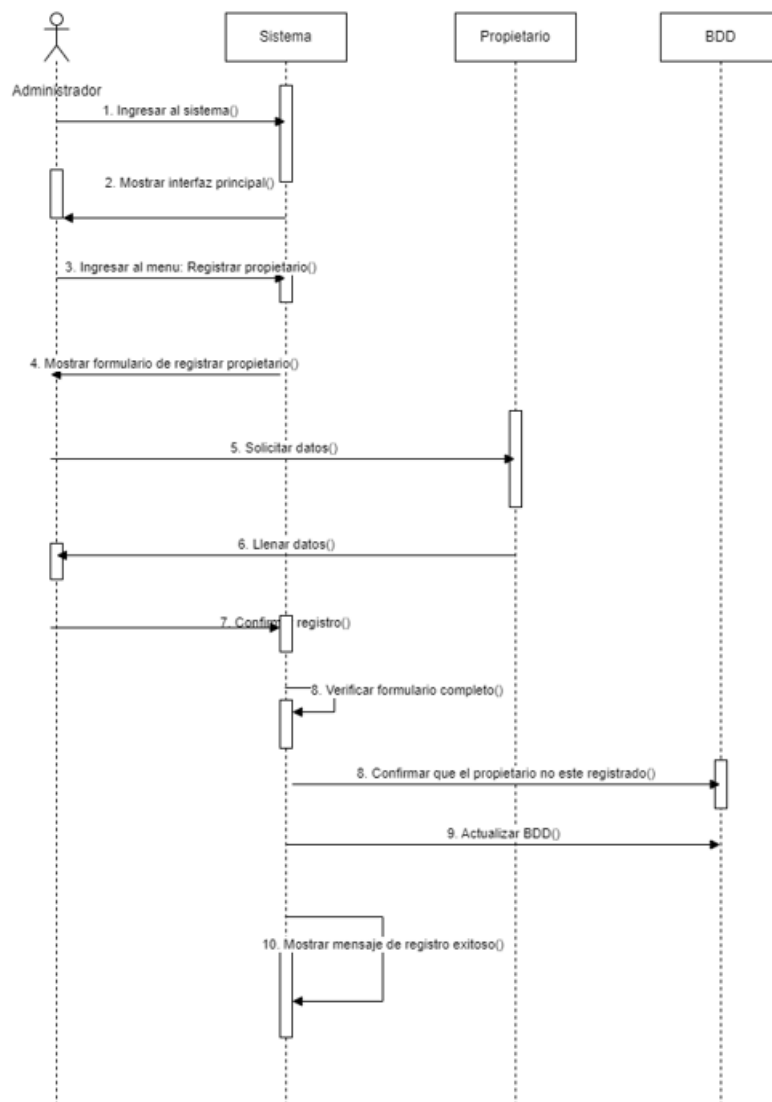 Sistema
Propietario
BDD
Administrador
1. Ingresar al sistema()
2. Mostrar interfaz principal()
3. Ingresar al menu: Registrar propietario()
4. Mostrar formulario de registrar propietario()
5. Solicitar datos()
6. Llenar datos()
7. Confirmar registro()
8. Verificar formulario completo()
8. Confirmar que el propietario no este registrado()
9. Actualizar BDD()
10. Mostrar mensaje de registro exitoso()